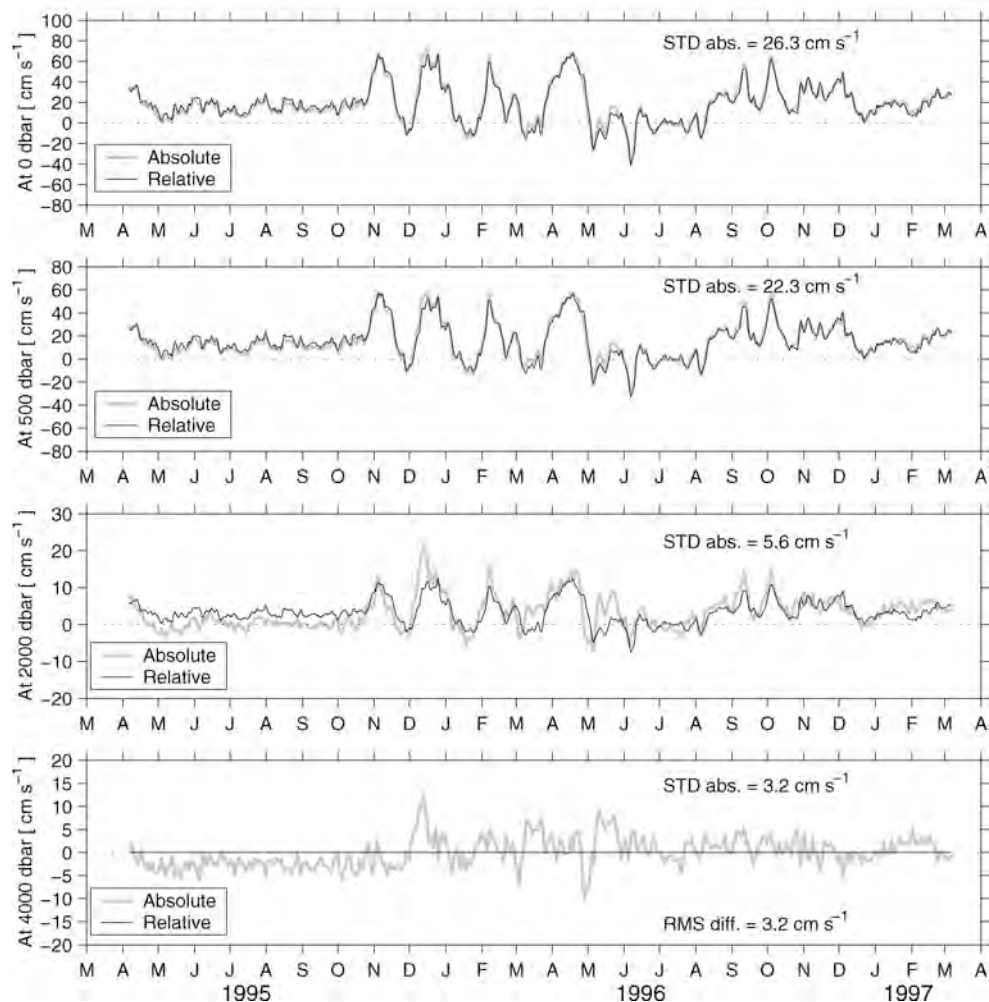 At 0 dbar [ cm s⁻¹ ]
100
80
60
40
20
0
−20
−40
−60
−80
STD abs. = 26.3 cm s⁻¹
Absolute
Relative
M A M J J A S O N D J F M A M J J A S O N D J F M A
At 500 dbar [ cm s⁻¹ ]
80
60
40
20
0
−20
−40
−60
−80
STD abs. = 22.3 cm s⁻¹
Absolute
Relative
M A M J J A S O N D J F M A M J J A S O N D J F M A
At 2000 dbar [ cm s⁻¹ ]
30
20
10
0
−10
−20
STD abs. = 5.6 cm s⁻¹
Absolute
Relative
M A M J J A S O N D J F M A M J J A S O N D J F M A
At 4000 dbar [ cm s⁻¹ ]
20
15
10
5
0
−5
−10
−15
−20
STD abs. = 3.2 cm s⁻¹
Absolute
Relative
RMS diff. = 3.2 cm s⁻¹
M A M J J A S O N D J F M A M J J A S O N D J F M A
1995 1996 1997